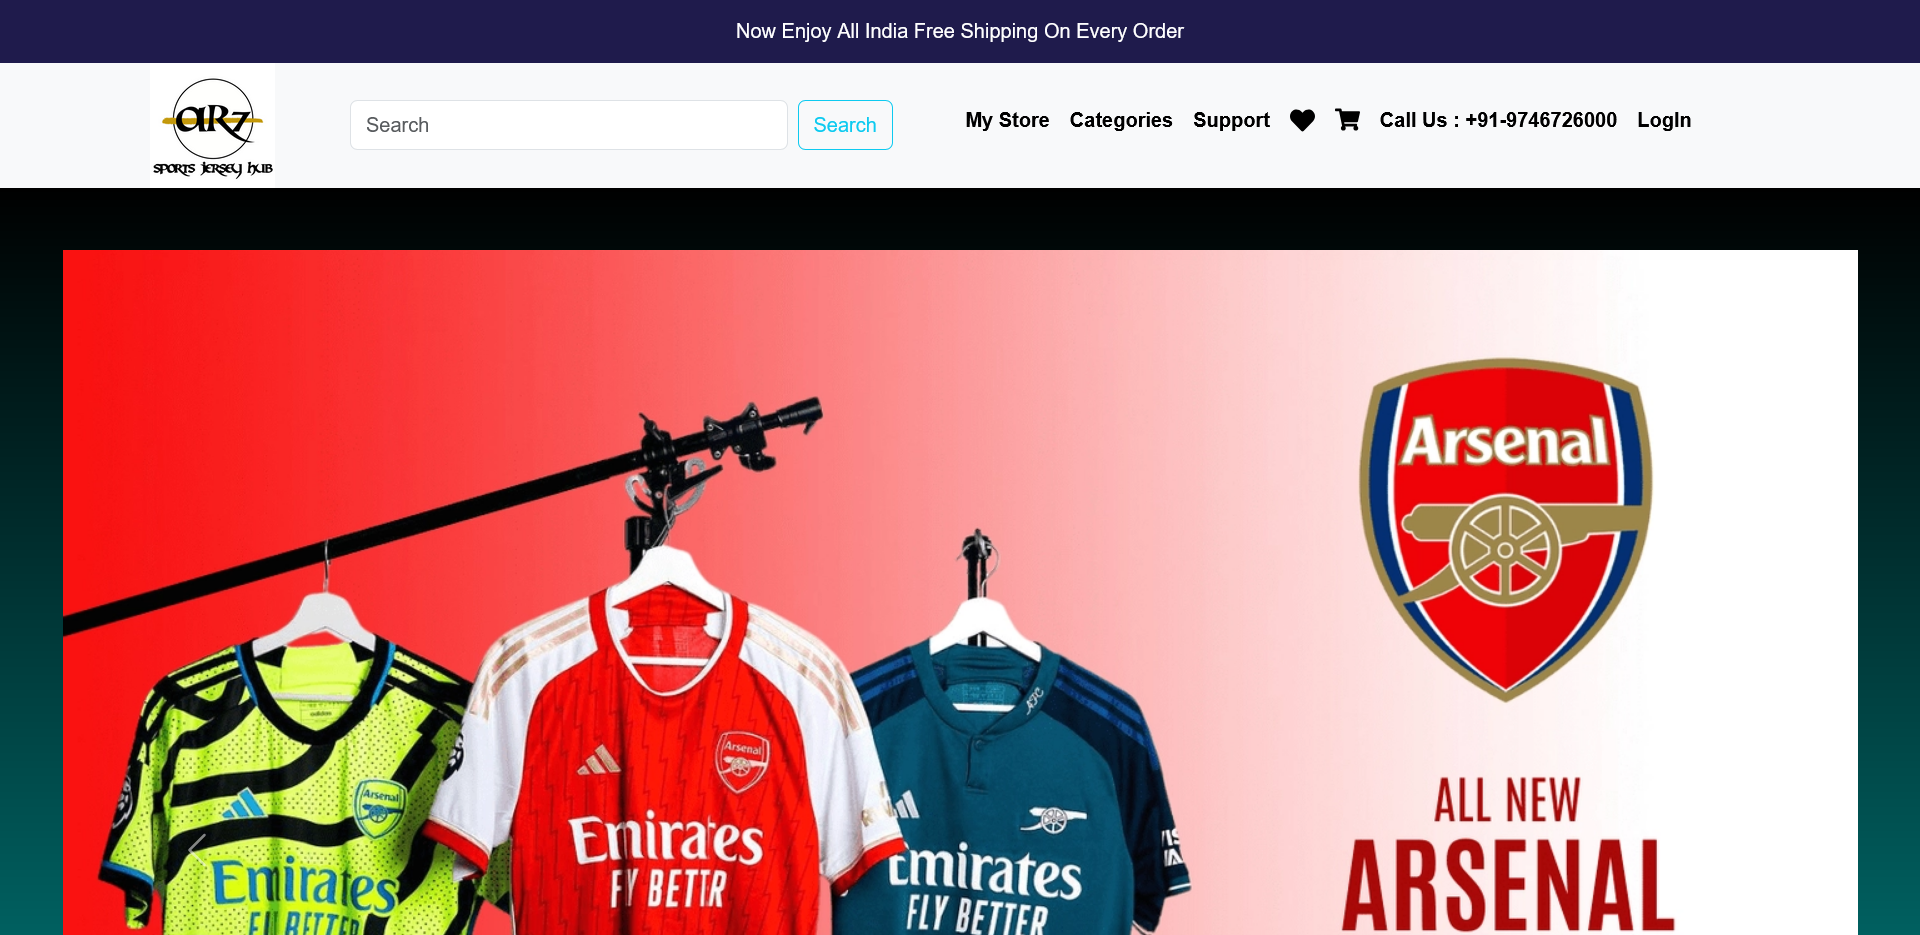 Now Enjoy All India Free Shipping On Every Order
aRz
SPORTS JERSEY HUB
Search
Search
My Store
Categories
Support
Call Us : +91-9746726000
LogIn
Arsenal
adidas
AFC
Arsenal
Arsenal
Emirates
FLY BETTER
Emirates
FLY BETTER
Emirates
FLY BETTER
ALL NEW
ARSENAL